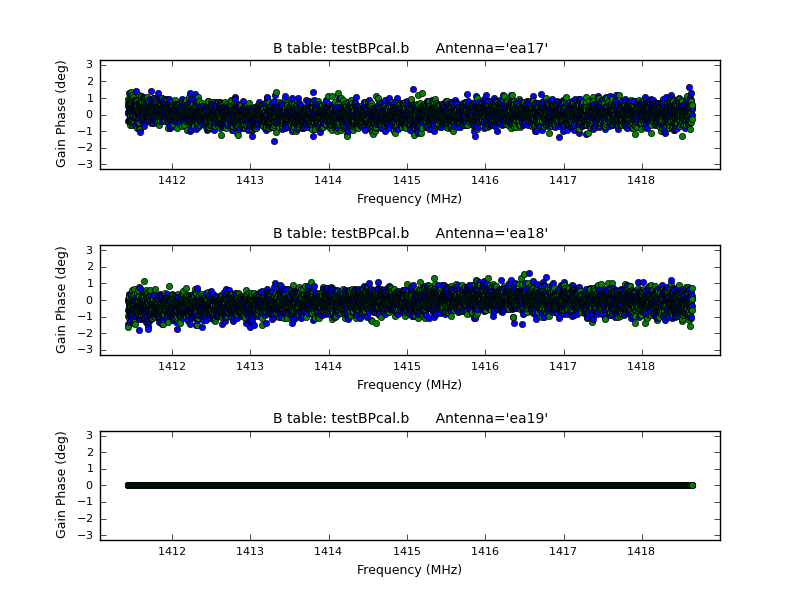 B table: testBPcal.b      Antenna='ea17'
3
2
1
0
−1
−2
−3
Gain Phase (deg)
1412 1413 1414 1415 1416 1417 1418
Frequency (MHz)
B table: testBPcal.b      Antenna='ea18'
3
2
1
0
−1
−2
−3
Gain Phase (deg)
1412 1413 1414 1415 1416 1417 1418
Frequency (MHz)
B table: testBPcal.b      Antenna='ea19'
3
2
1
0
−1
−2
−3
Gain Phase (deg)
1412 1413 1414 1415 1416 1417 1418
Frequency (MHz)